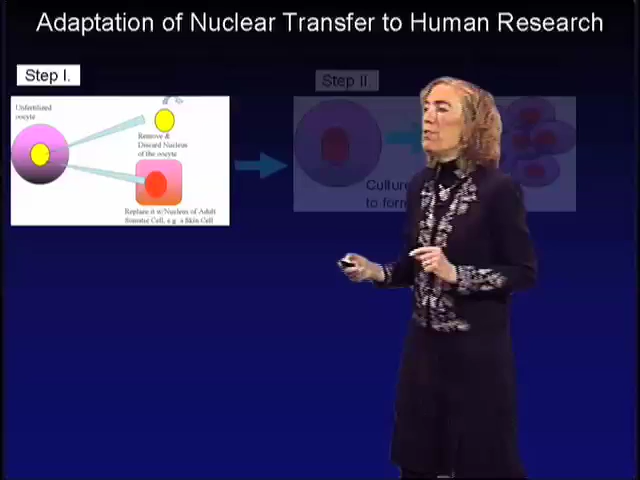 Adaptation of Nuclear Transfer to Human Research
Step I.
Step II.
Unfertilized
oocyte
Remove &
Discard Nucleus
of the oocyte
Replace it w/Nucleus of Adult
Somatic Cell, e.g. a Skin Cell
Culture
to form